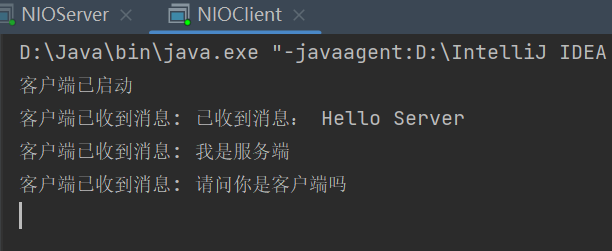 NIOServer × NIOClient ×
D:\Java\bin\java.exe "-javaagent:D:\IntelliJ IDEA
客户端已启动
客户端已收到消息: 已收到消息： Hello Server
客户端已收到消息: 我是服务端
客户端已收到消息: 请问你是客户端吗